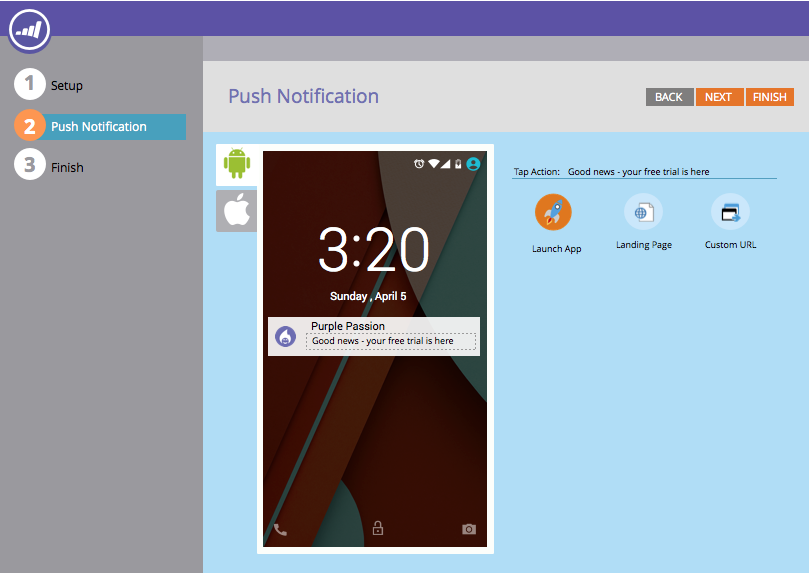 1 Setup
2 Push Notification
3 Finish
Push Notification
BACK NEXT FINISH
3:20
Sunday , April 5
Purple Passion
Good news - your free trial is here
Tap Action: Good news - your free trial is here
Launch App
Landing Page
Custom URL